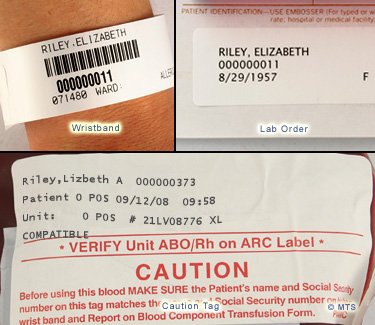 RILEY, ELIZABETH
000000011
071480 WARD:
ALLER
Wristband
PATIENT IDENTIFICATION—USE EMBOSSER (For typed or w
rate; hospital or medical facility
RILEY, ELIZABETH
000000011
8/29/1957 F
Lab Order
Riley,Lizbeth A 000000373
Patient O POS 09/12/08 09:58
Unit: O POS # 21LV08776 XL
COMPATIBLE
* VERIFY Unit ABO/Rh on ARC Label *
CAUTION
Before using this blood MAKE SURE the Patient's name and Social Security
number on this tag matches the Social Security number on
wrist band and Report on Blood Component Transfusion Form.
Caution Tag
© MTS